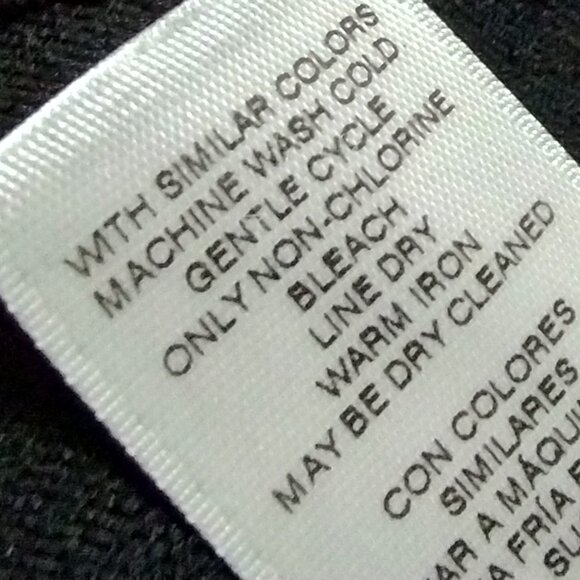 WITH SIMILAR COLORS
MACHINE WASH COLD
GENTLE CYCLE
ONLY NON-CHLORINE
BLEACH
LINE DRY
WARM IRON
MAY BE DRY CLEANED
CON COLORES
SIMILARES
A
FRÍA